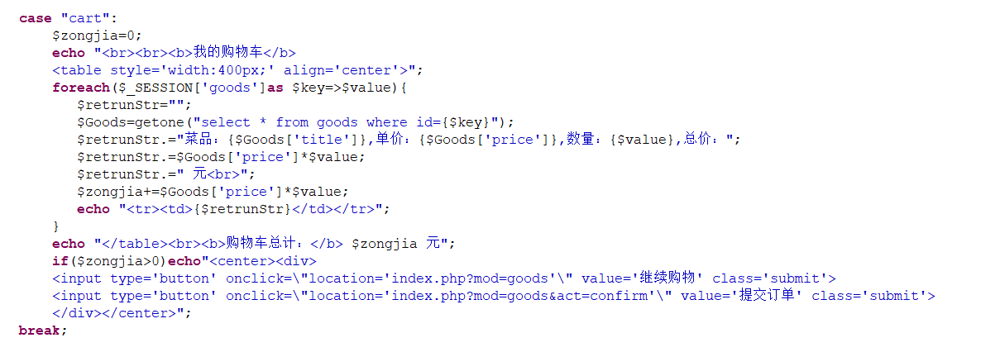 case "cart":
    $zongjia=0;
    echo "<br><br><b>我的购物车</b>
    <table style='width:400px;' align='center'>";
    foreach($_SESSION['goods']as $key=>$value){
       $retrunStr="";
       $Goods=getone("select * from goods where id={$key}");
       $retrunStr.="菜品：{$Goods['title']},单价：{$Goods['price']},数量：{$value},总价：";
       $retrunStr.=$Goods['price']*$value;
       $retrunStr.=" 元<br>";
       $zongjia+=$Goods['price']*$value;
       echo "<tr><td>{$retrunStr}</td></tr>";
    }
    echo "</table><br><b>购物车总计：</b> $zongjia 元";
    if($zongjia>0)echo"<center><div>
    <input type='button' onclick=\"location='index.php?mod=goods'\" value='继续购物' class='submit'>
    <input type='button' onclick=\"location='index.php?mod=goods&act=confirm'\" value='提交订单' class='submit'>
    </div></center>";
break;